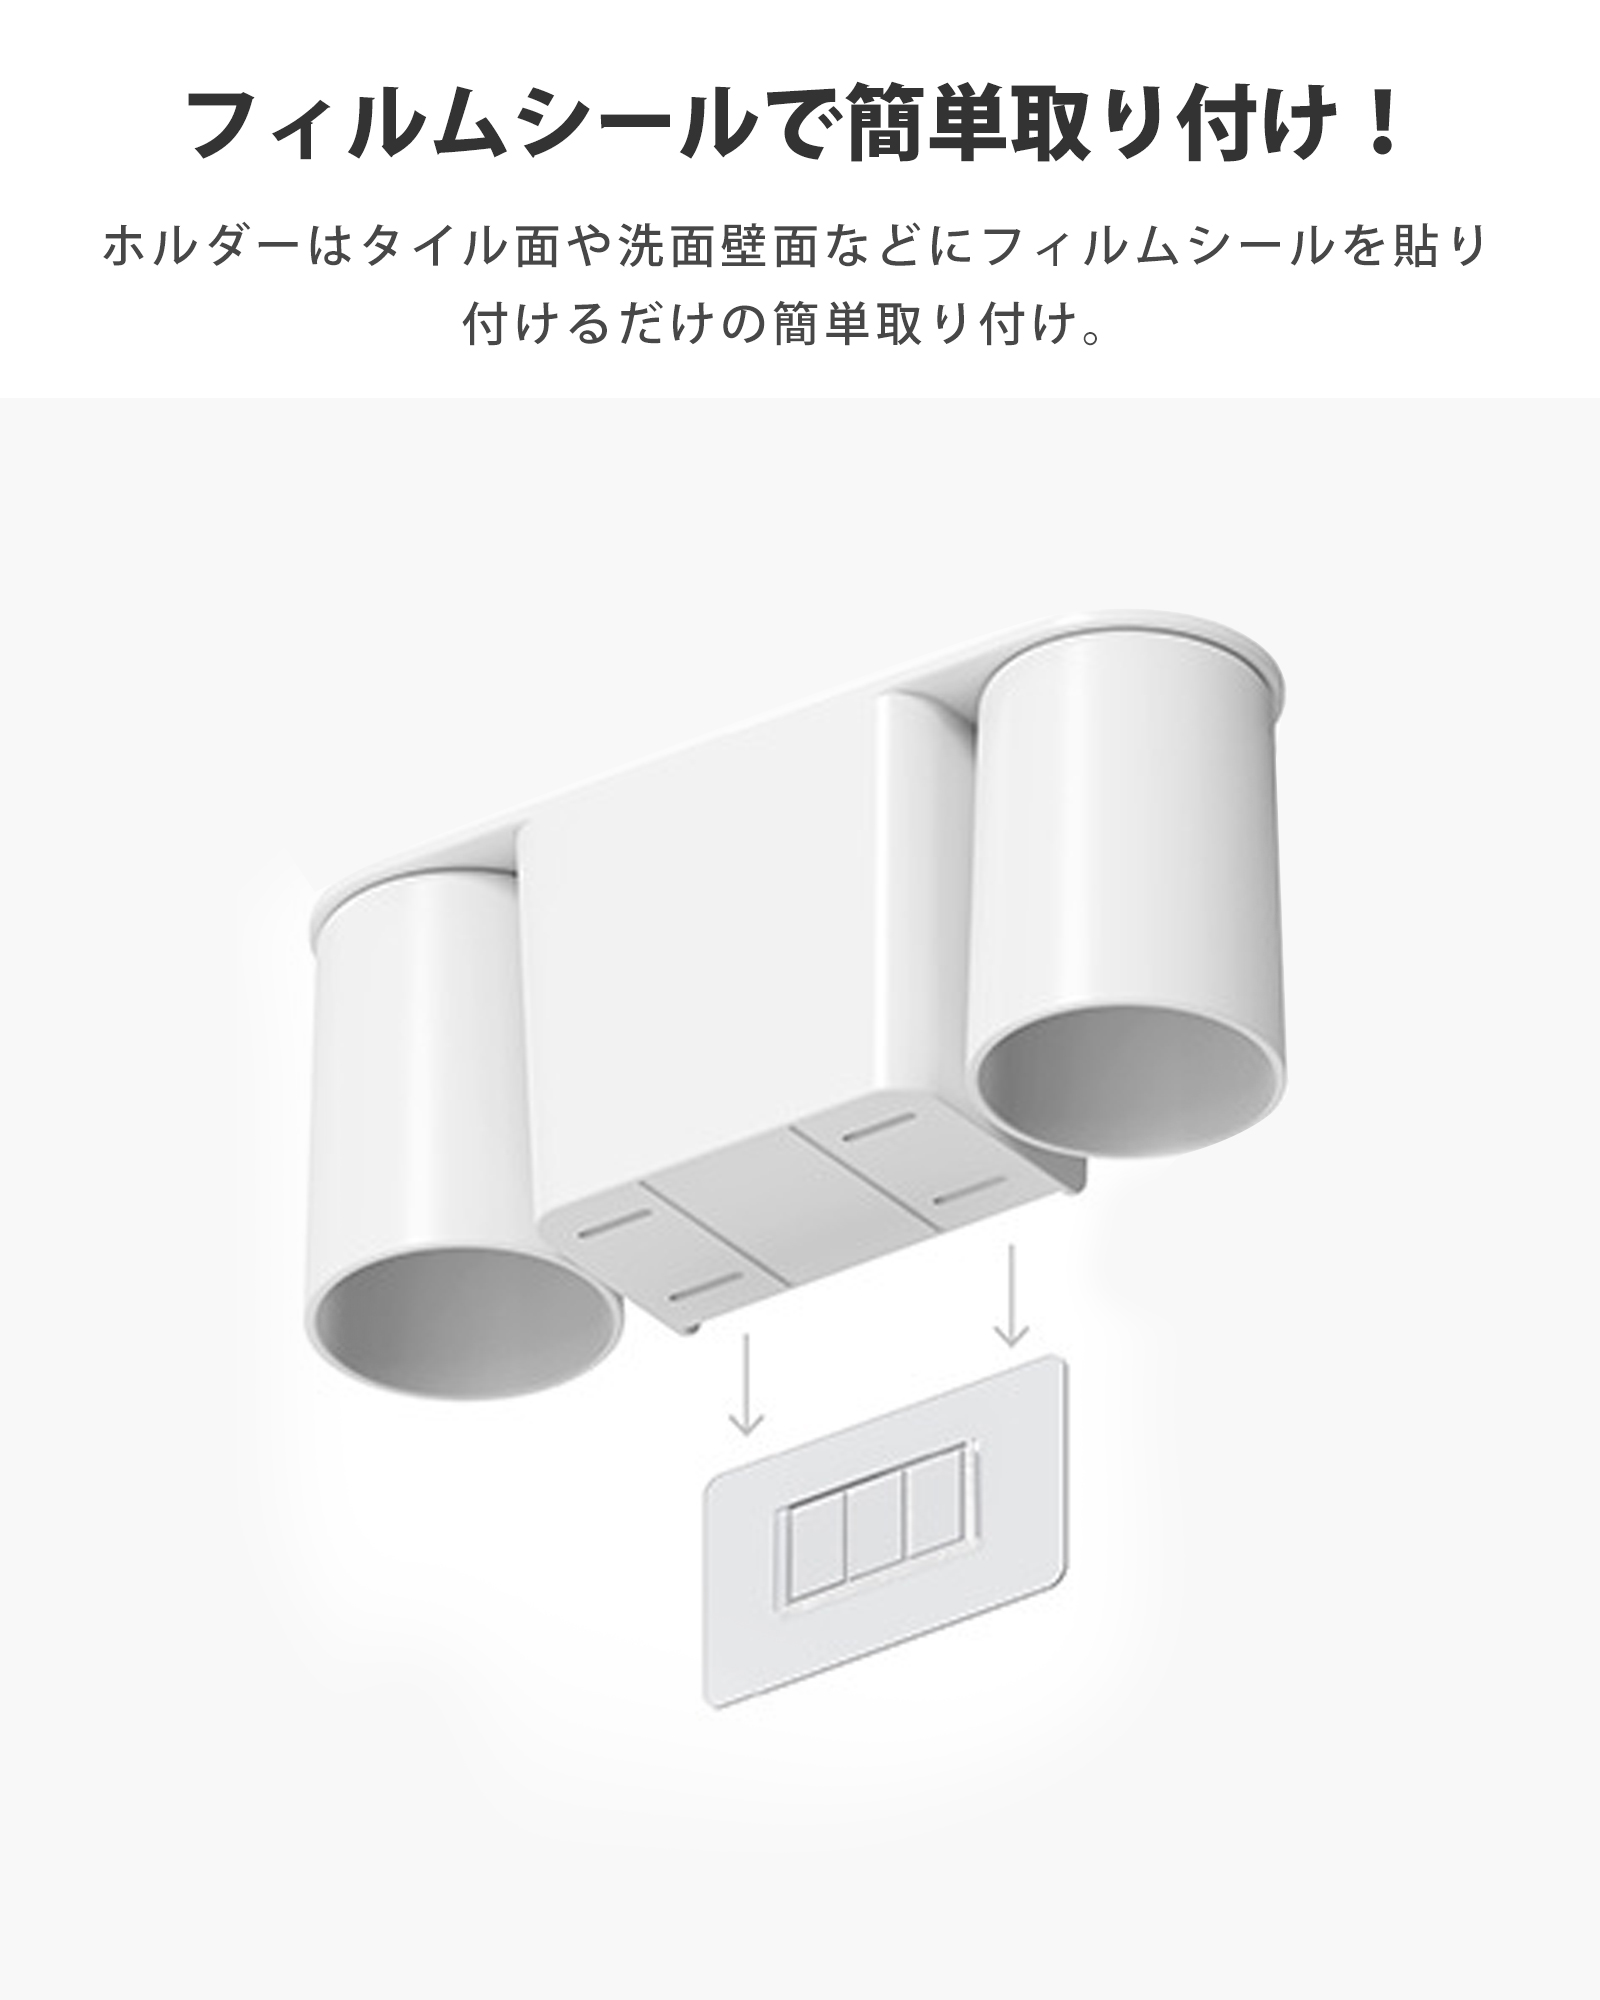 フィルムシールで簡単取り付け！
ホルダーはタイル面や洗面壁面などにフィルムシールを貼り
付けるだけの簡単取り付け。